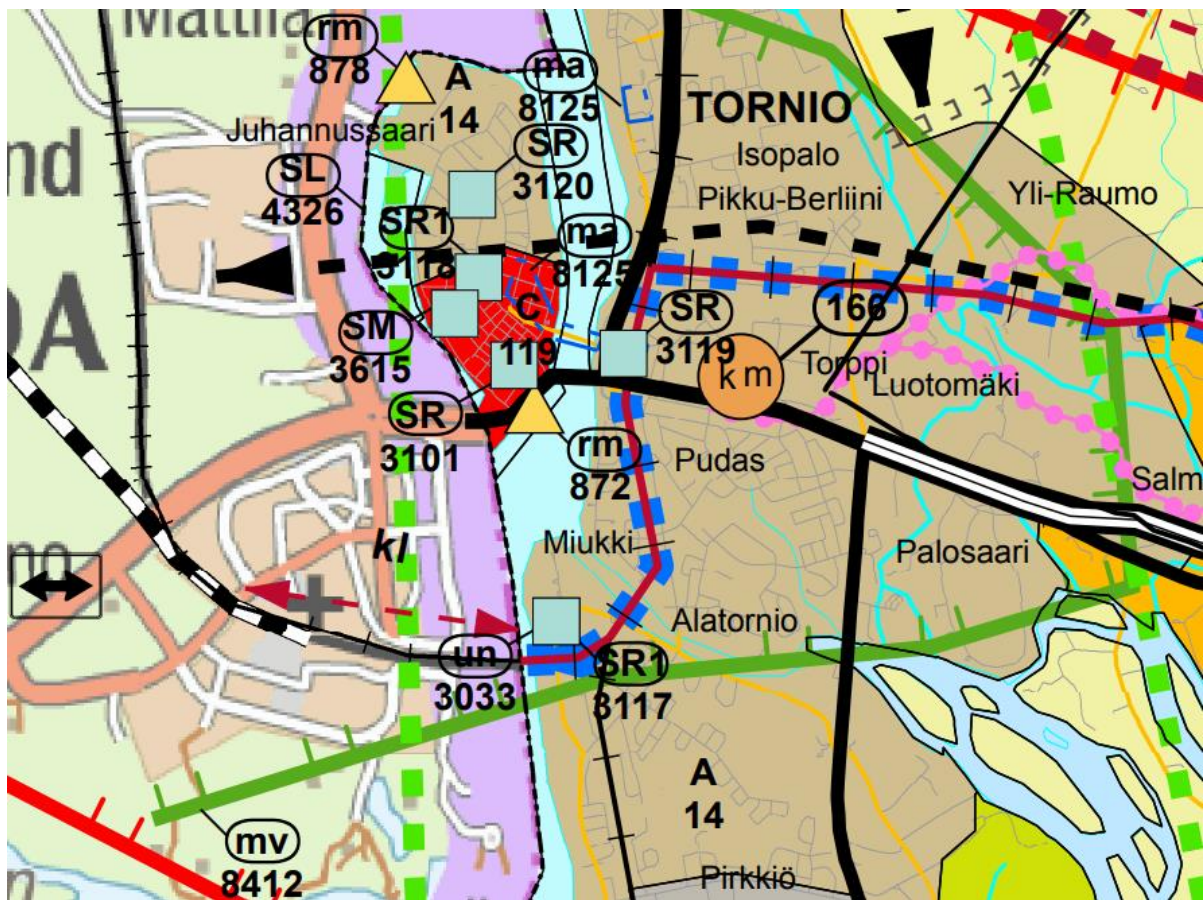 Mattila
rm
878
A
14
ma
8125
TORNIO
Juhannussaari
SR
3120
Isopalo
nd
SL
4326
Pikku-Berliini
Yli-Raumo
SR1
3118
ma
8125
DA
C
119
SR
3119
166
SM
3615
km
Torppi
Luotomäki
SR
3101
rm
872
Pudas
Salm
kl
Miukki
Palosaari
Alatornio
un
3033
SR1
3117
A
14
mv
8412
Pirkkiö